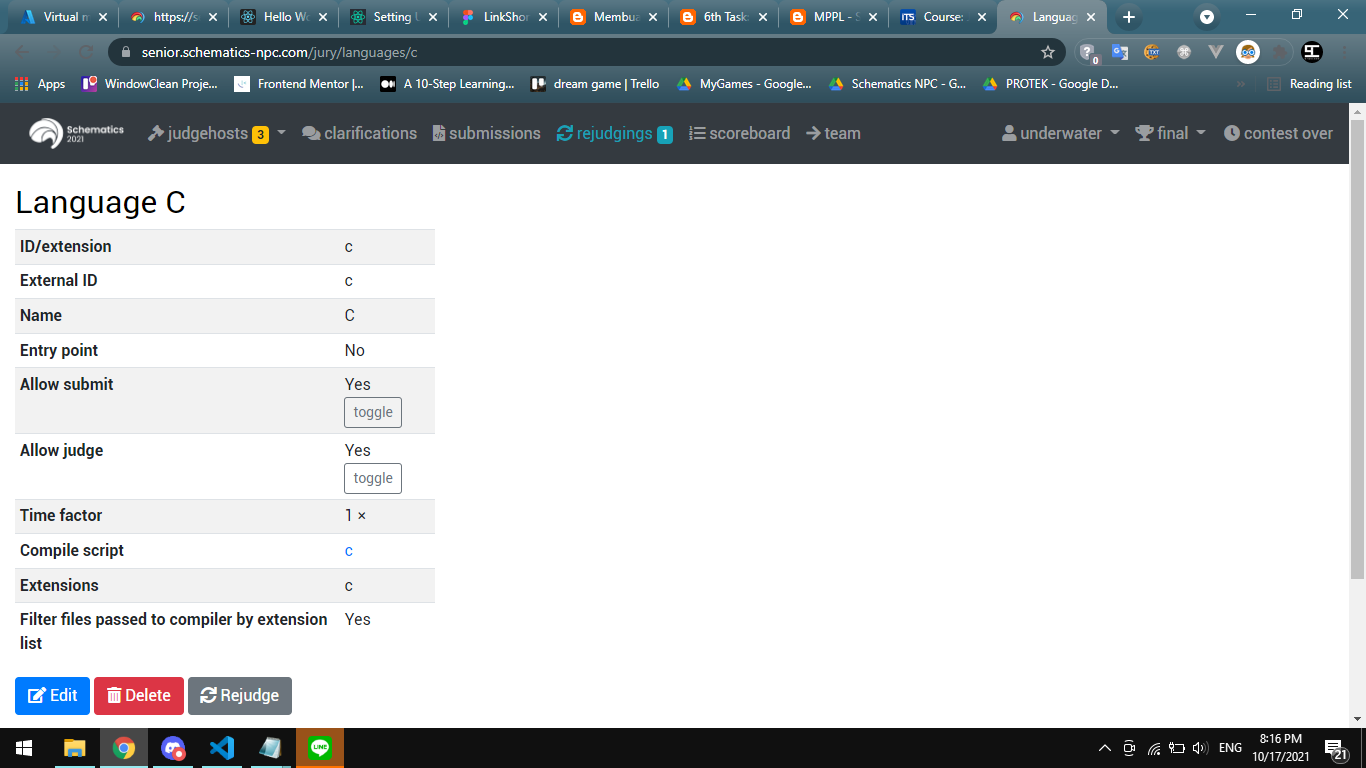 Virtual m
https://s
Hello Wo
Setting U
LinkShor
Membua
6th Task
MPPL - S
Course:
Languag
senior.schematics-npc.com/jury/languages/c
0
Apps
WindowClean Proje...
Frontend Mentor |...
A 10-Step Learning...
dream game | Trello
MyGames - Google...
Schematics NPC - G...
PROTEK - Google D...
»
Reading list
Schematics
2021
judgehosts 3
clarifications
submissions
rejudgings 1
scoreboard
team
underwater
final
contest over
Language C
ID/extension c
External ID c
Name C
Entry point No
Allow submit Yes
toggle
Allow judge Yes
toggle
Time factor 1 ×
Compile script c
Extensions c
Filter files passed to compiler by extension Yes
list
Edit
Delete
Rejudge
LINE
ENG
8:16 PM
10/17/2021
21